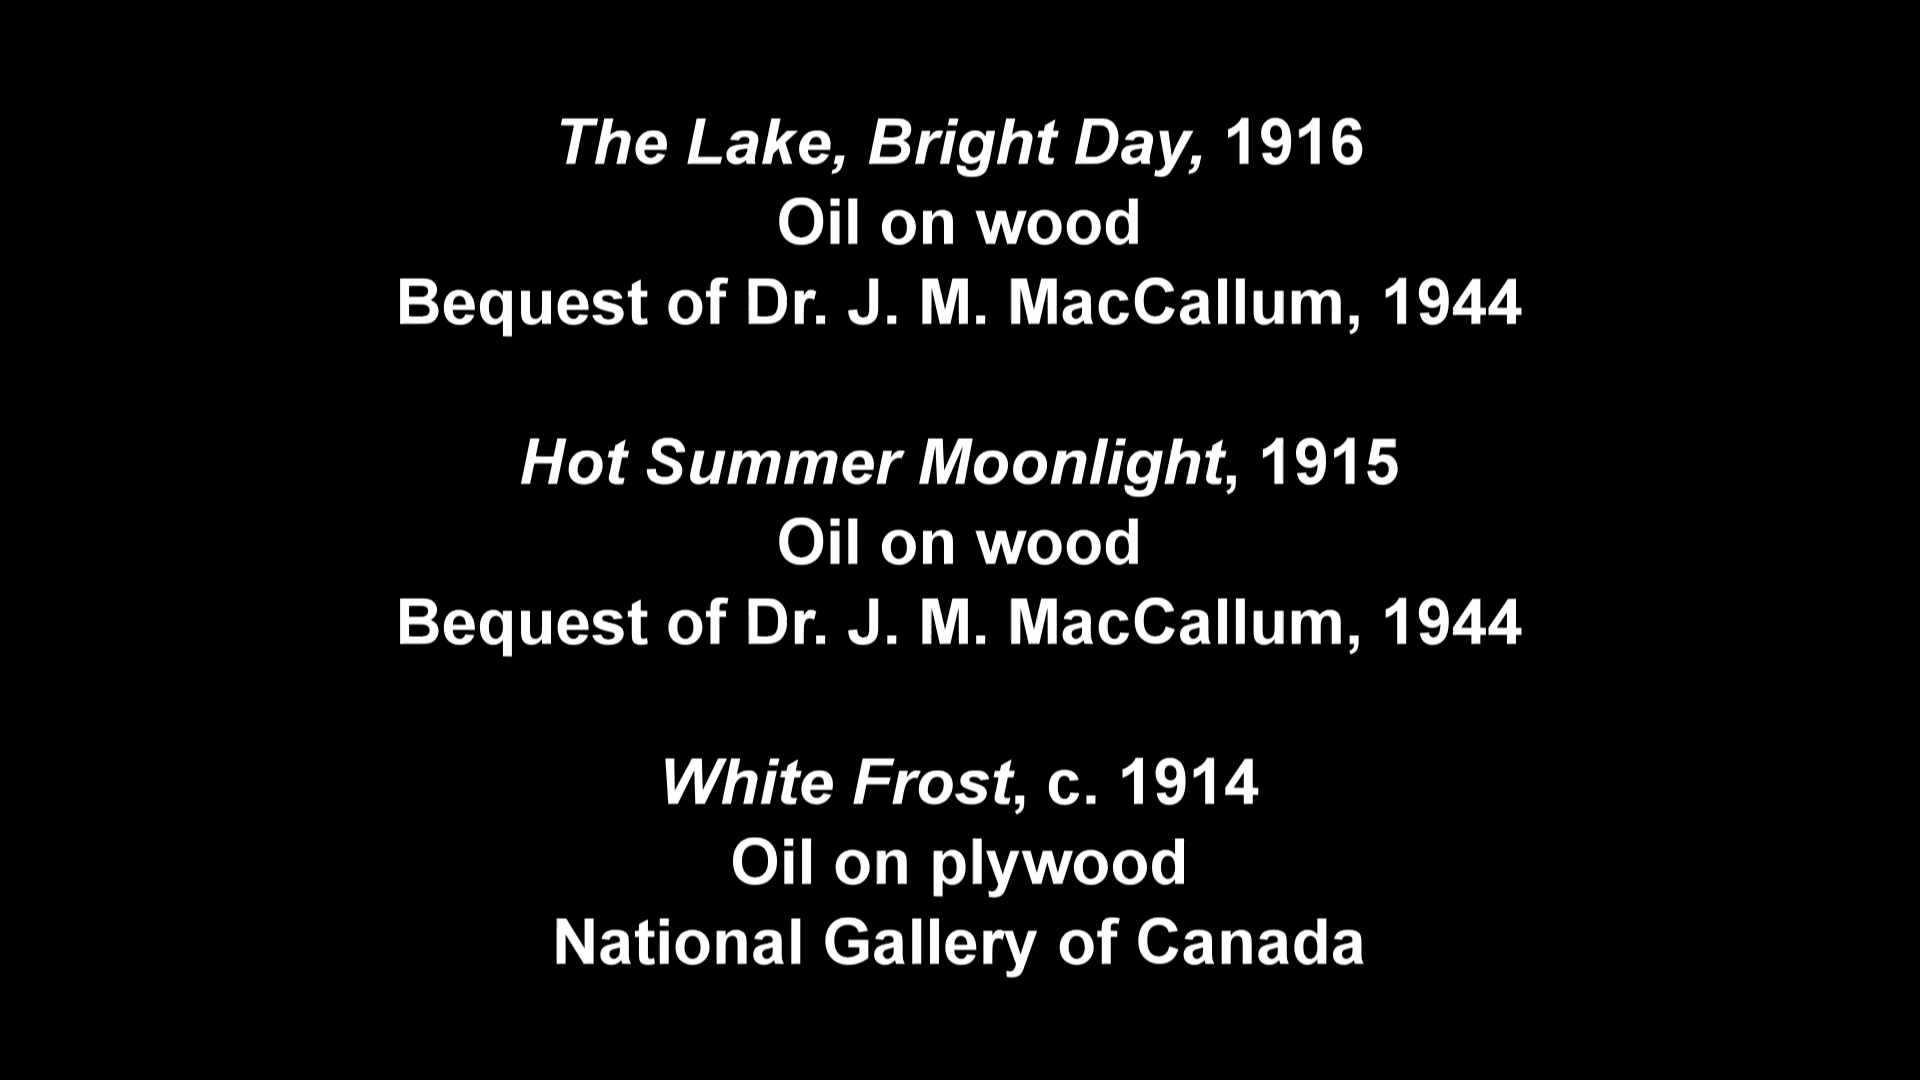 The Lake, Bright Day, 1916
Oil on wood
Bequest of Dr. J. M. MacCallum, 1944
Hot Summer Moonlight, 1915
Oil on wood
Bequest of Dr. J. M. MacCallum, 1944
White Frost, c. 1914
Oil on plywood
National Gallery of Canada